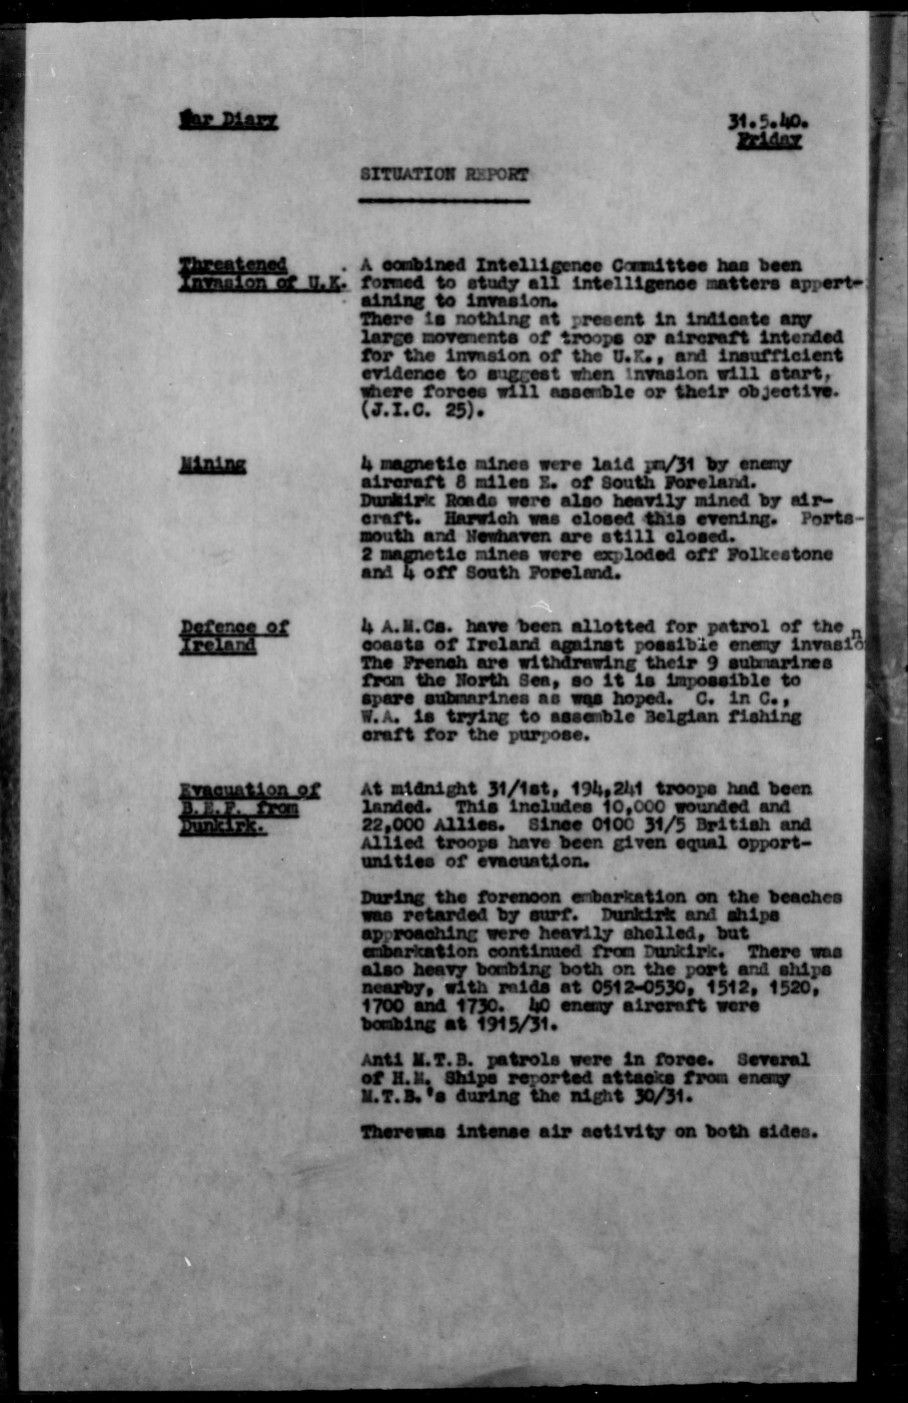 War Diary
31.5.40.
Friday
SITUATION REPORT
Threatened
Invasion of U.K.
A combined Intelligence Committee has been
formed to study all intelligence matters appert-
aining to invasion.
There is nothing at present in indicate any
large movements of troops or aircraft intended
for the invasion of the U.K., and insufficient
evidence to suggest when invasion will start,
where forces will assemble or their objective.
(J.I.C. 25).
Mining
4 magnetic mines were laid pm/31 by enemy
aircraft 8 miles E. of South Foreland.
Dunkirk Roads were also heavily mined by air-
craft. Harwich was closed this evening. Ports-
mouth and Newhaven are still closed.
2 magnetic mines were exploded off Folkestone
and 4 off South Foreland.
Defence of
Ireland
4 A.M.Cs. have been allotted for patrol of the
coasts of Ireland against possible enemy invasion
The French are withdrawing their 9 submarines
from the North Sea, so it is impossible to
spare submarines as was hoped. C. in C.,
W.A. is trying to assemble Belgian fishing
craft for the purpose.
Evacuation of
B.E.F. from
Dunkirk.
At midnight 31/1st, 194,241 troops had been
landed. This includes 10,000 wounded and
22,000 Allies. Since 0100 31/5 British and
Allied troops have been given equal opport-
unities of evacuation.
During the forenoon embarkation on the beaches
was retarded by surf. Dunkirk and ships
approaching were heavily shelled, but
embarkation continued from Dunkirk. There was
also heavy bombing both on the port and ships
nearby, with raids at 0512-0530, 1512, 1520,
1700 and 1730. 40 enemy aircraft were
bombing at 1915/31.
Anti M.T.B. patrols were in force. Several
of H.M. Ships reported attacks from enemy
M.T.B.'s during the night 30/31.
Therewas intense air activity on both sides.